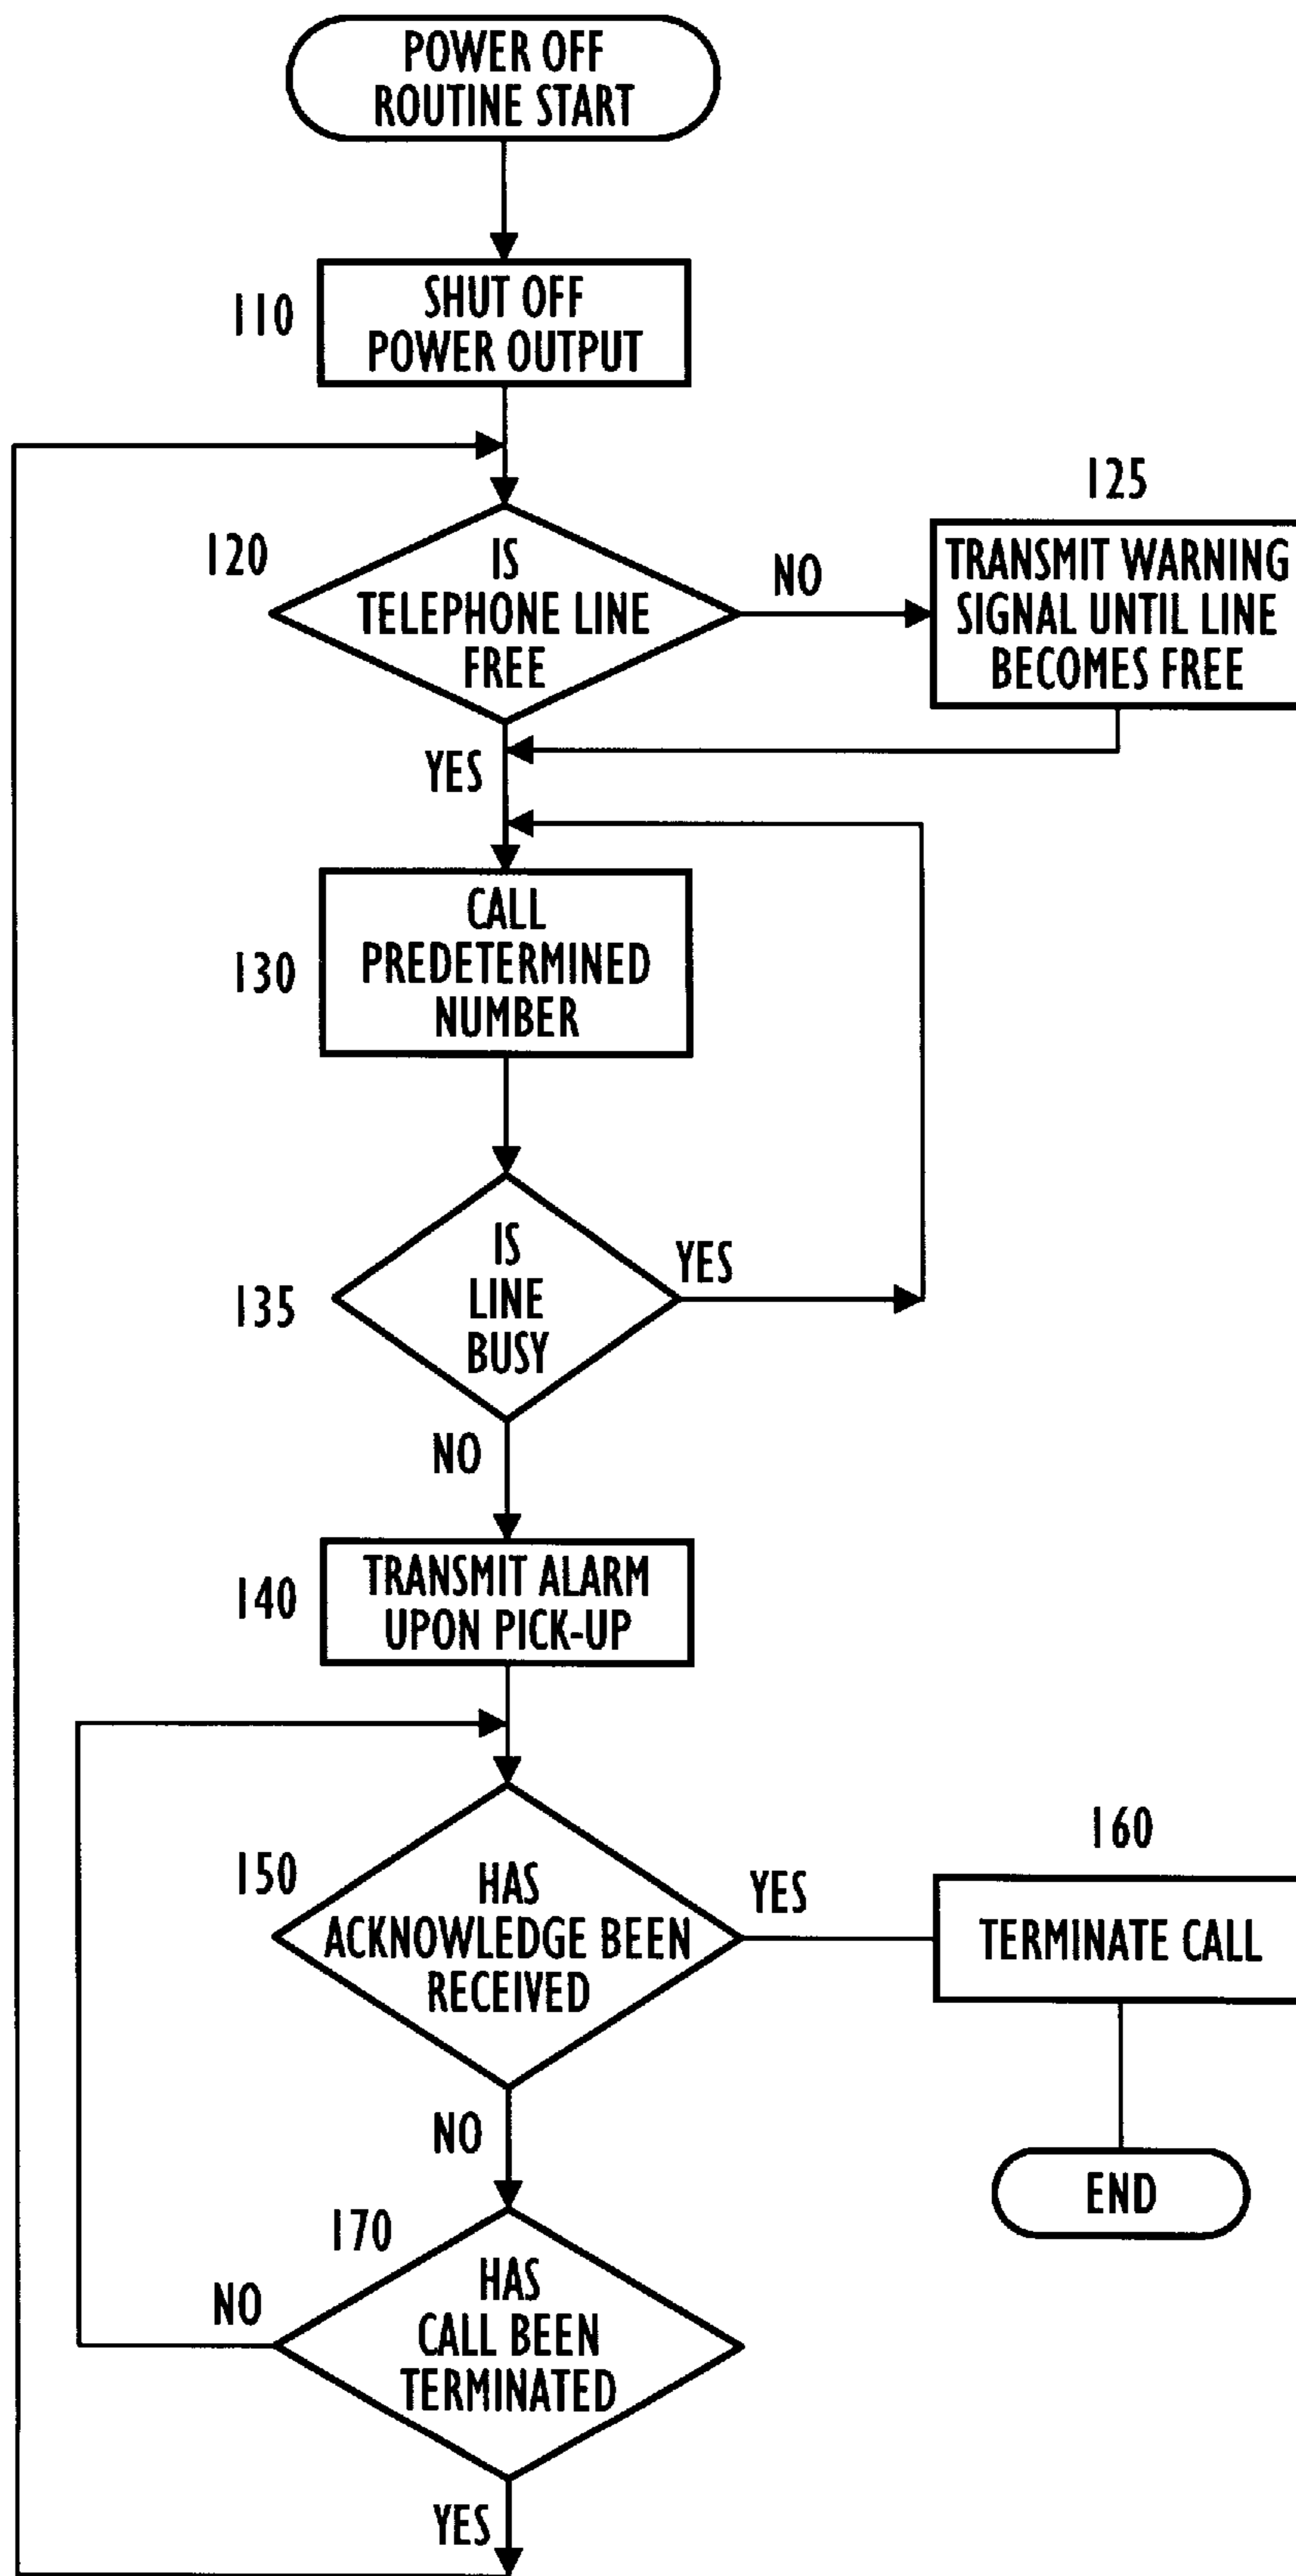 POWER OFF
ROUTINE START
110
SHUT OFF
POWER OUTPUT
120
IS
TELEPHONE LINE
FREE
NO
125
TRANSMIT WARNING
SIGNAL UNTIL LINE
BECOMES FREE
YES
130
CALL
PREDETERMINED
NUMBER
135
IS
LINE
BUSY
YES
NO
140
TRANSMIT ALARM
UPON PICK-UP
150
HAS
ACKNOWLEDGE BEEN
RECEIVED
YES
160
TERMINATE CALL
END
NO
170
HAS
CALL BEEN
TERMINATED
NO
YES